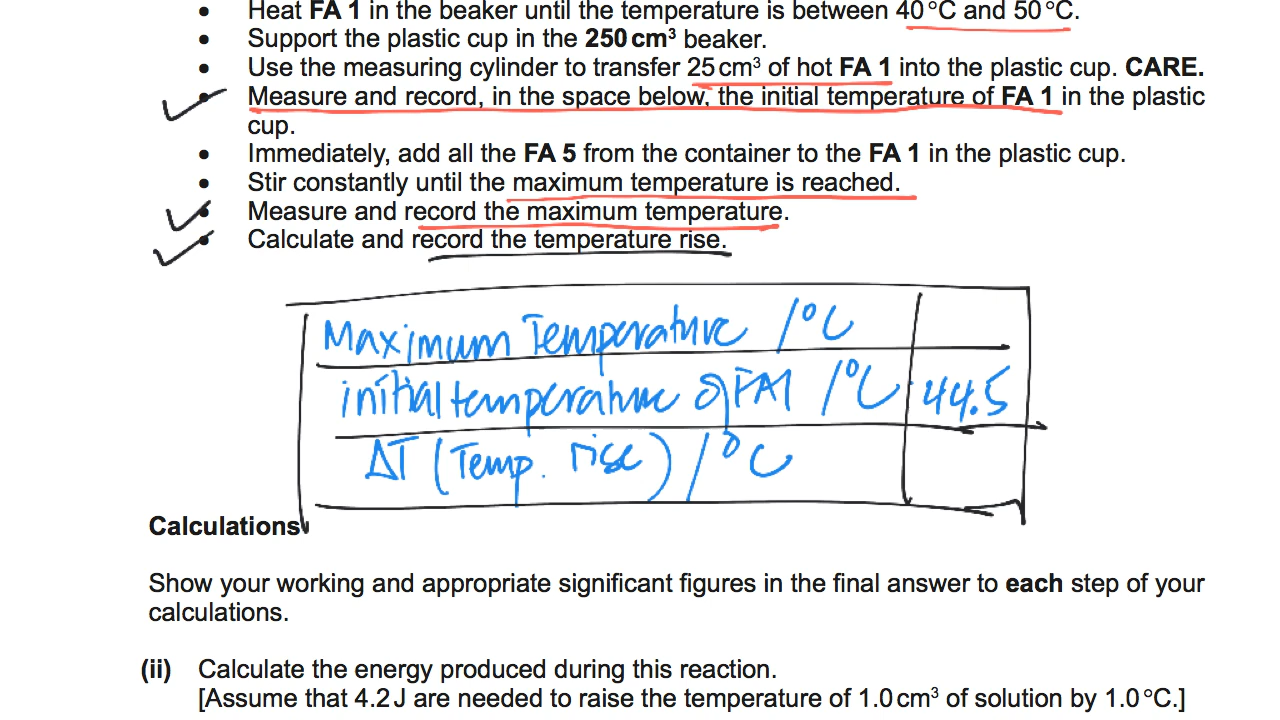 • Heat FA 1 in the beaker until the temperature is between 40 °C and 50 °C.
• Support the plastic cup in the 250 cm³ beaker.
• Use the measuring cylinder to transfer 25 cm³ of hot FA 1 into the plastic cup. CARE.
• Measure and record, in the space below, the initial temperature of FA 1 in the plastic
cup.
• Immediately, add all the FA 5 from the container to the FA 1 in the plastic cup.
• Stir constantly until the maximum temperature is reached.
• Measure and record the maximum temperature.
• Calculate and record the temperature rise.
Maximum Temperature /°C
initial temperature of FA1 /°C 44.5
ΔT (Temp. rise) /°C
Calculations
Show your working and appropriate significant figures in the final answer to each step of your
calculations.
(ii) Calculate the energy produced during this reaction.
[Assume that 4.2 J are needed to raise the temperature of 1.0 cm³ of solution by 1.0 °C.]